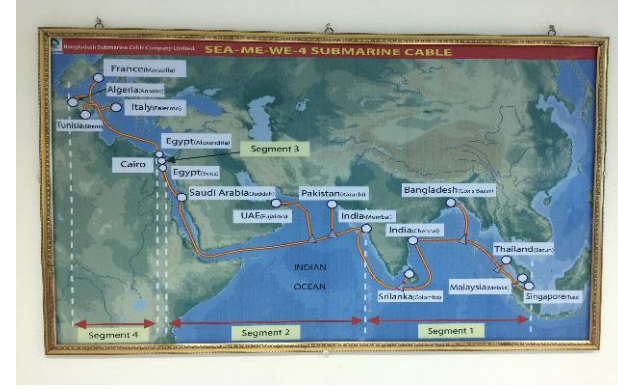 Bangladesh Submarine Cable Company Limited.
SEA-ME-WE-4 SUBMARINE CABLE
France(Marseille)
Algeria(Annaba)
Italy(Palermo)
Tunisia
Egypt(Alexandria)
Segment 3
Cairo
Egypt(Suez)
Saudi Arabia(Jeddah)
Pakistan(Karachi)
Bangladesh(Cox's Bazar)
UAE(Fujairah)
India(Mumbai)
India(Chennai)
Thailand(Satun)
INDIAN
OCEAN
Srilanka(Colombo)
Malaysia(Melaka)
Singapore(Tuas)
Segment 4
Segment 2
Segment 1